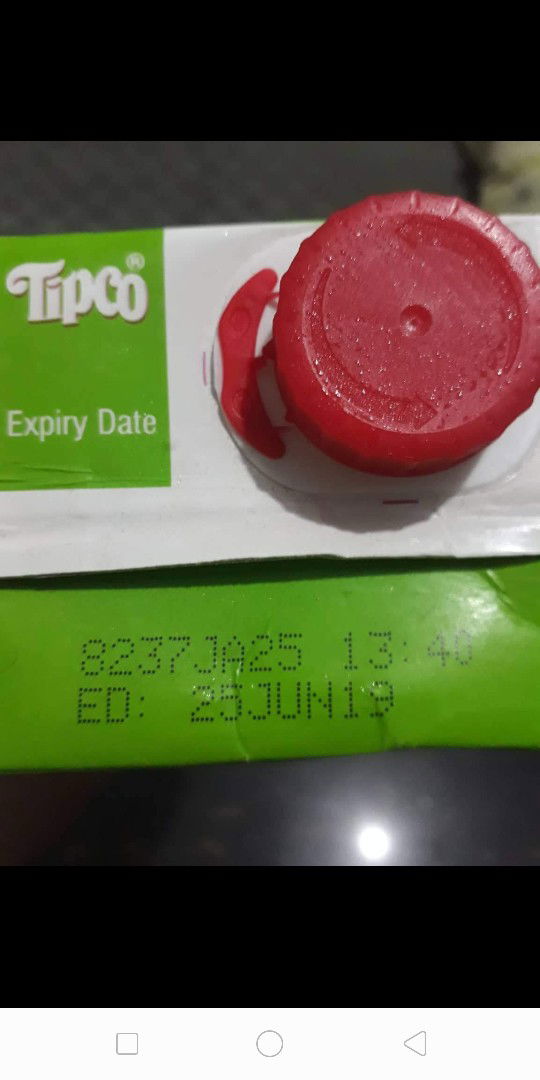 Tipco®
Expiry Date
8237JA25 13:40
ED: 25JUN19